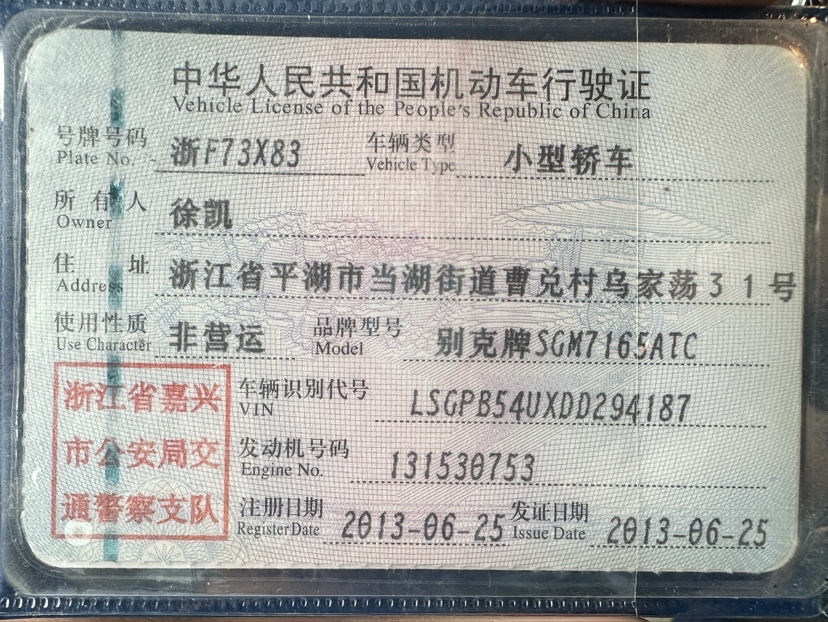 中华人民共和国机动车行驶证
Vehicle License of the People's Republic of China
号牌号码 浙F73X83 车辆类型 小型轿车
Plate No. Vehicle Type
所有人 徐凯
Owner
住址 浙江省平湖市当湖街道曹兑村乌家荡31号
Address
使用性质 非营运 品牌型号 别克牌SGM7165ATC
Use Character Model
浙江省嘉兴
市公安局交
通警察支队
车辆识别代号 LSGPB54UXDD294187
VIN
发动机号码 131530753
Engine No.
注册日期 2013-06-25 发证日期 2013-06-25
Register Date Issue Date